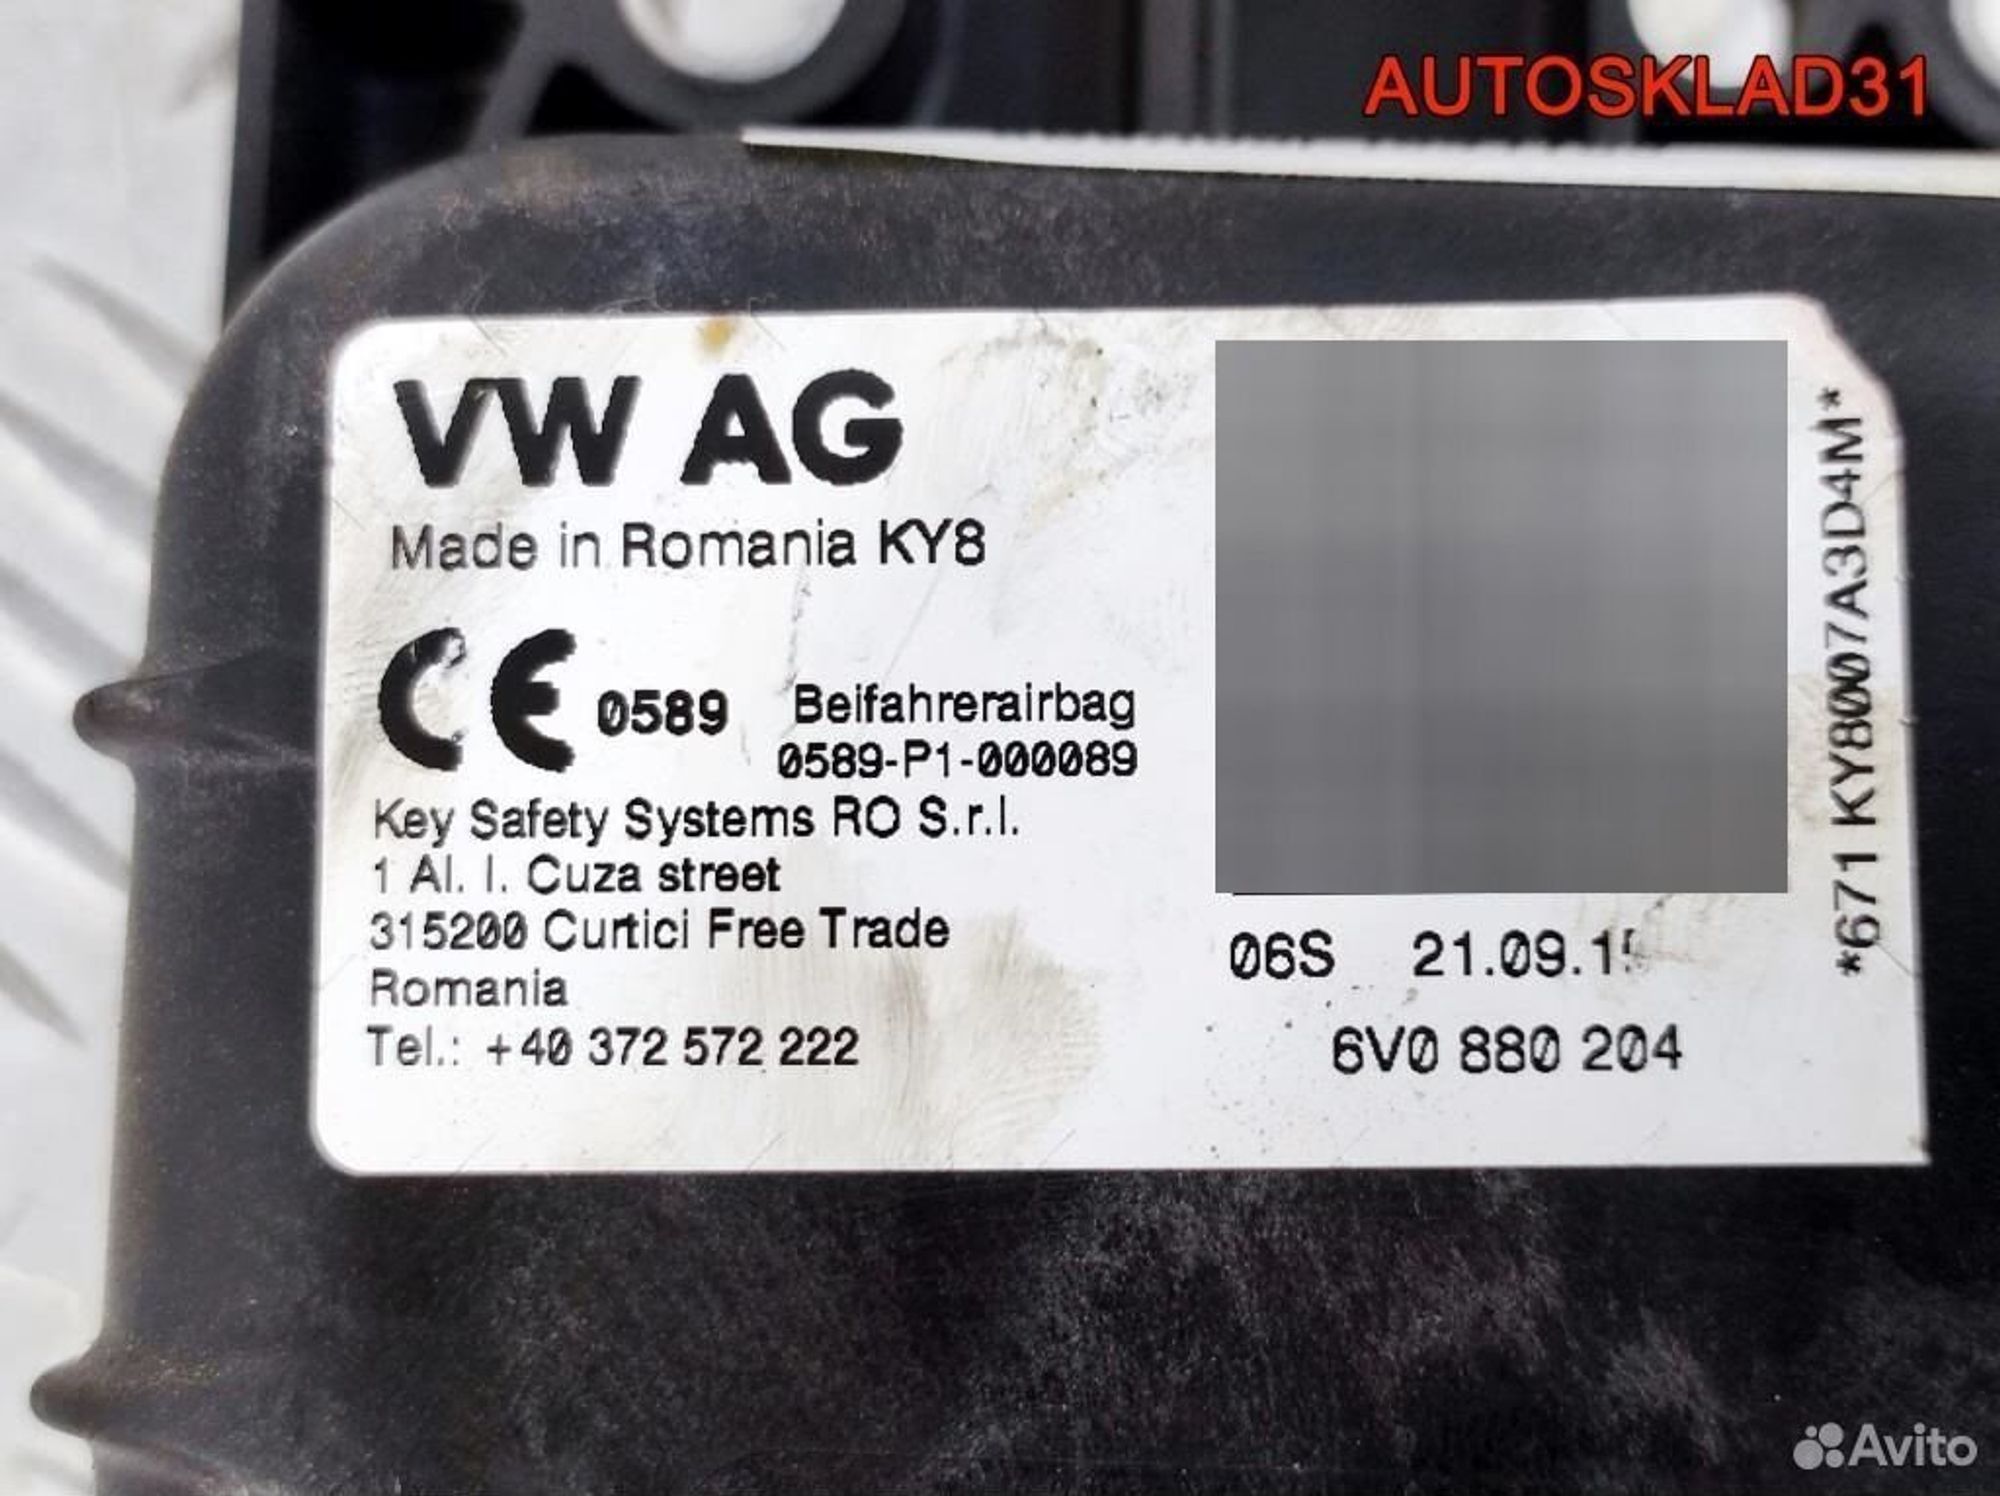 AUTOSKLAD31
VW AG
Made in Romania KY8
CE 0589 Beifahrerairbag
0589-P1-000089
Key Safety Systems RO S.r.l.
1 Al. I. Cuza street
315200 Curtici Free Trade
Romania
Tel.: +40 372 572 222
06S
6V0 880 204
*671 KY8007A3D4M*
Avito